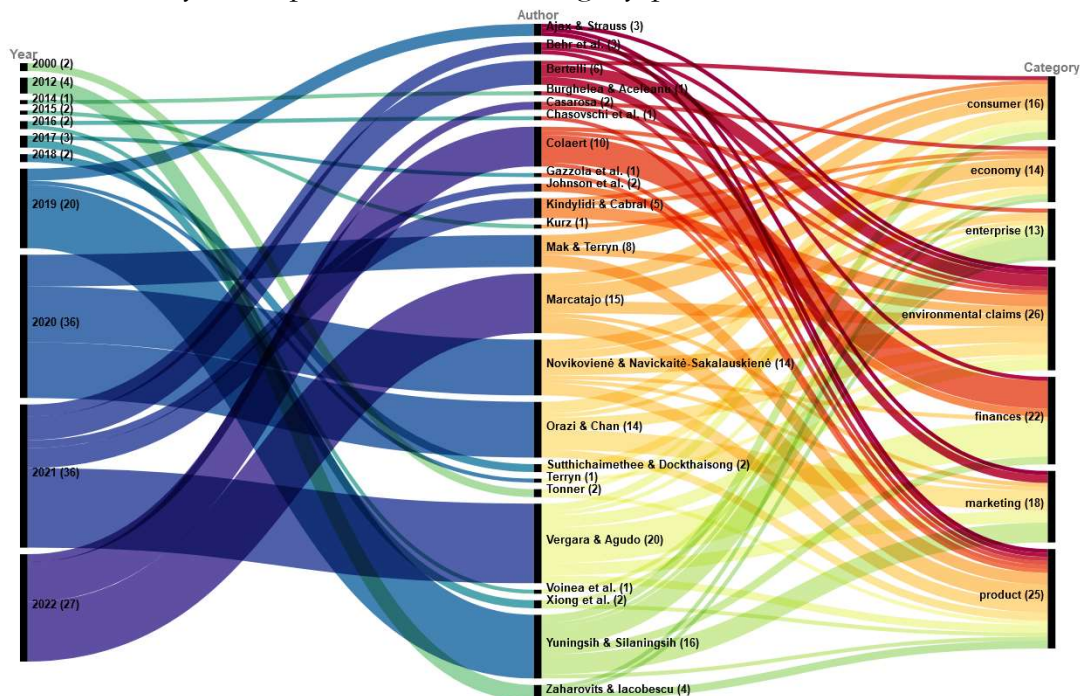 Author
Year
Category
2000 (2)
2012 (4)
2014 (1)
2015 (2)
2016 (2)
2017 (3)
2018 (2)
2019 (20)
2020 (36)
2021 (36)
2022 (27)
Ajax & Strauss (3)
Behr et al. (3)
Bertelli (6)
Burghelea & Aceleanu (1)
Casarosa (2)
Chasovschi et al. (1)
Colaert (10)
Gazzola et al. (1)
Johnson et al. (2)
Kindylidi & Cabral (5)
Kurz (1)
Mak & Terryn (8)
Marcatajo (15)
Novikovienė & Navickaitė-Sakalauskienė (14)
Orazi & Chan (14)
Sutthichaimethee & Dockthaisong (2)
Terryn (1)
Tonner (2)
Vergara & Agudo (20)
Voinea et al. (1)
Xiong et al. (2)
Yuningsih & Silaningsih (16)
Zaharovits & Iacobescu (4)
consumer (16)
economy (14)
enterprise (13)
environmental claims (26)
finances (22)
marketing (18)
product (25)